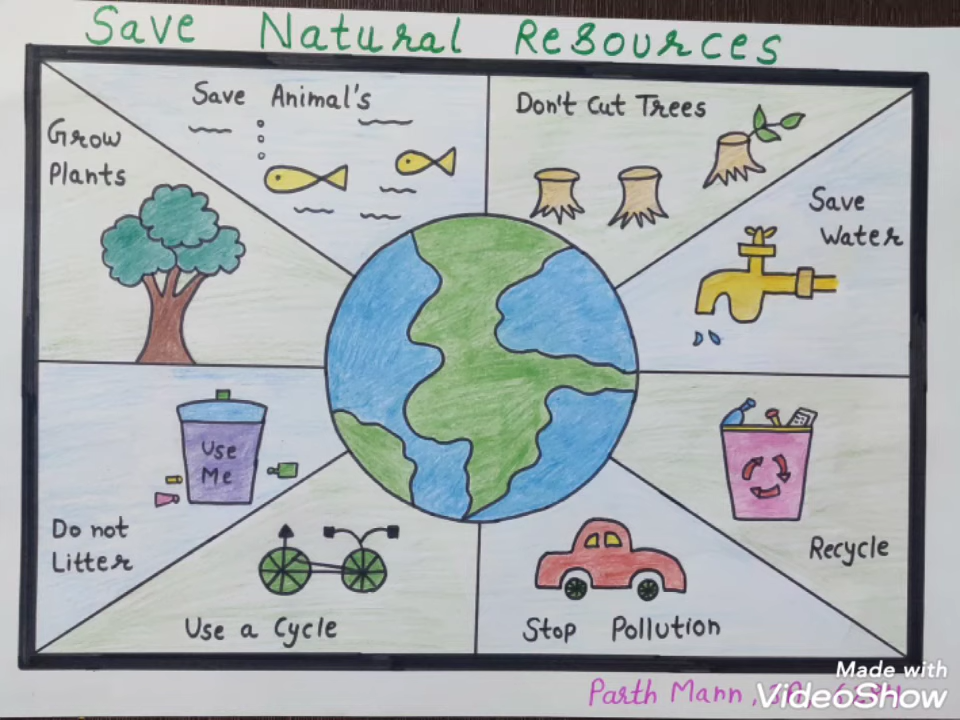 Save Natural Resources
Save Animal's
Don't Cut Trees
Grow
Plants
Save
Water
Use
Me
Do not
Litter
Recycle
Use a Cycle
Stop Pollution
Parth Mann,
Made with
VideoShow